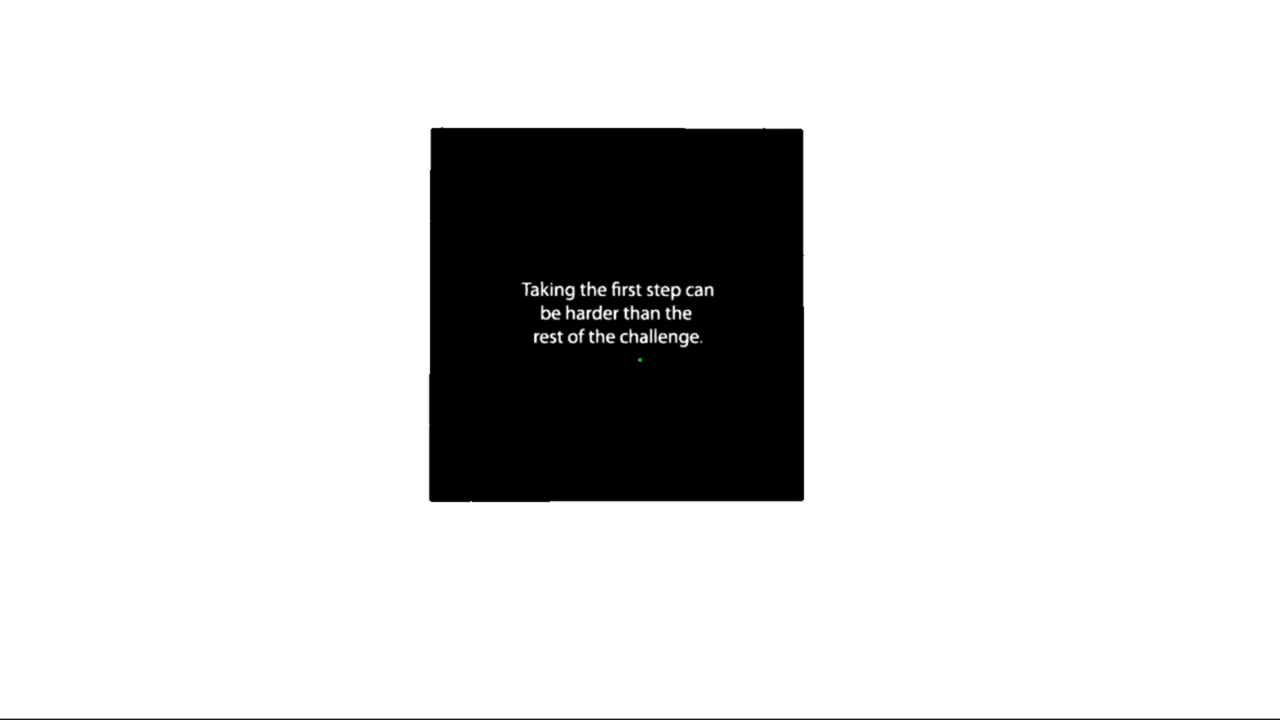 Taking the first step can
be harder than the
rest of the challenge.